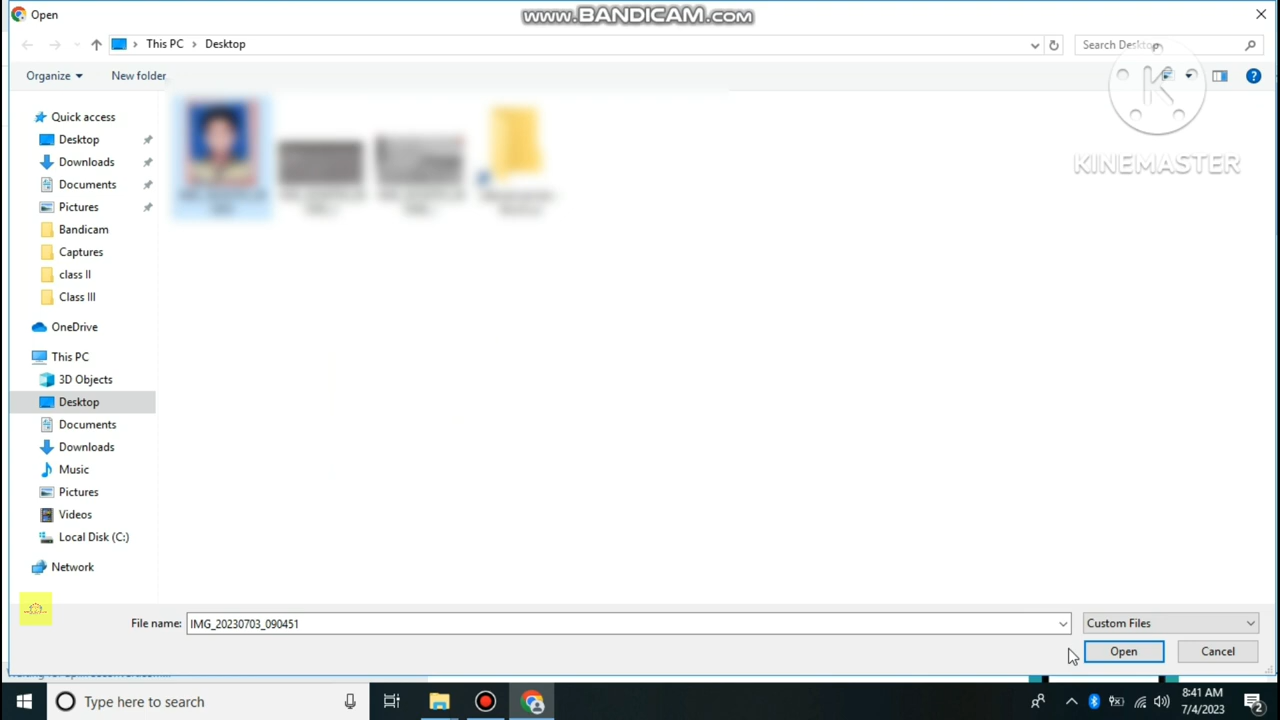 Open
www.BANDICAM.com
This PC
Desktop
Search Desktop
Organize
New folder
KINEMASTER
Quick access
Desktop
Downloads
Documents
Pictures
Bandicam
Captures
class II
Class III
OneDrive
This PC
3D Objects
Desktop
Documents
Downloads
Music
Pictures
Videos
Local Disk (C:)
Network
File name: IMG_20230703_090451
Custom Files
Open
Cancel
Type here to search
8:41 AM
7/4/2023
2